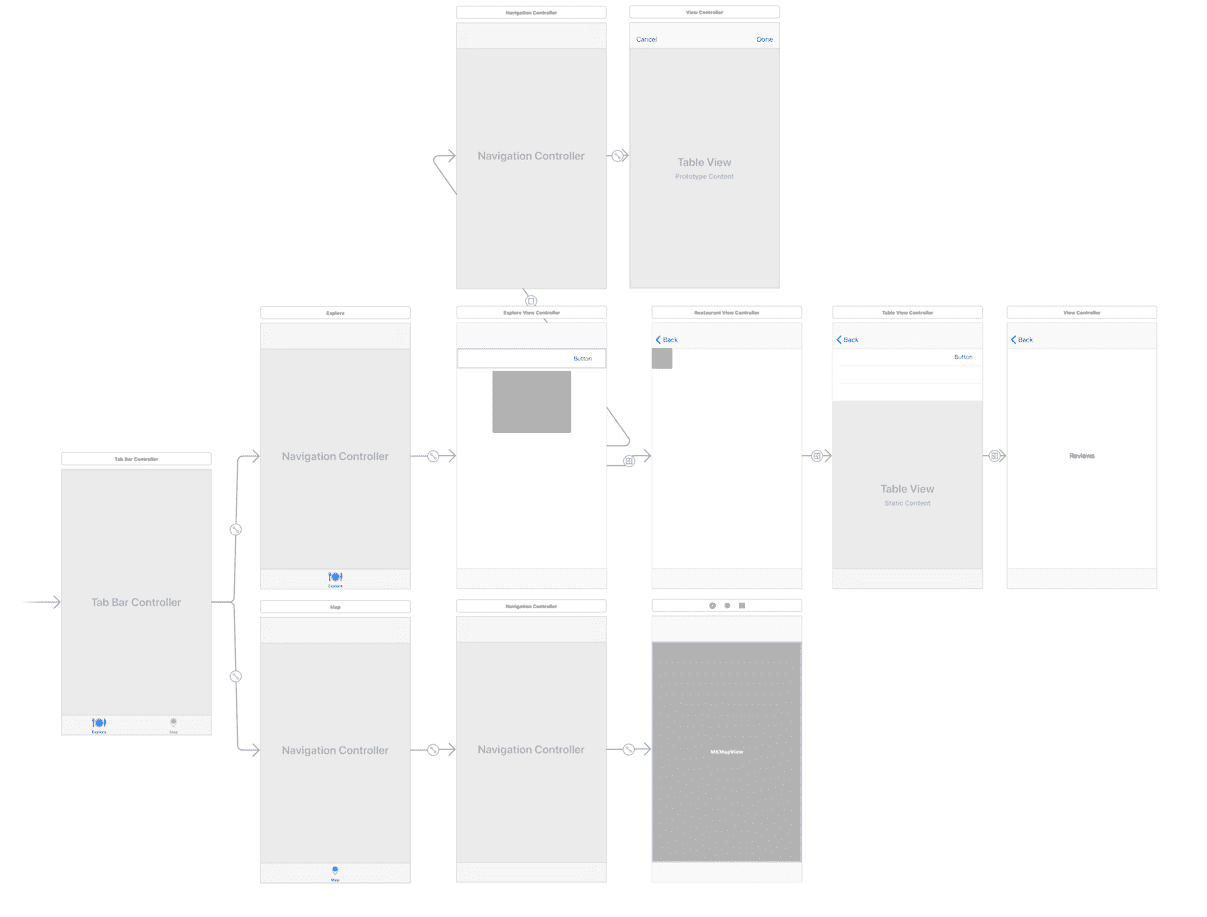 Navigation Controller
View Controller
Cancel
Done
Navigation Controller
Table View
Prototype Content
Explore
Explore View Controller
Restaurant View Controller
Table View Controller
View Controller
Back
Back
Back
Button
Button
Navigation Controller
Reviews
Tab Bar Controller
Table View
Static Content
Explore
Tab Bar Controller
Map
Navigation Controller
Explore
Map
Navigation Controller
Navigation Controller
MKMapView
Map